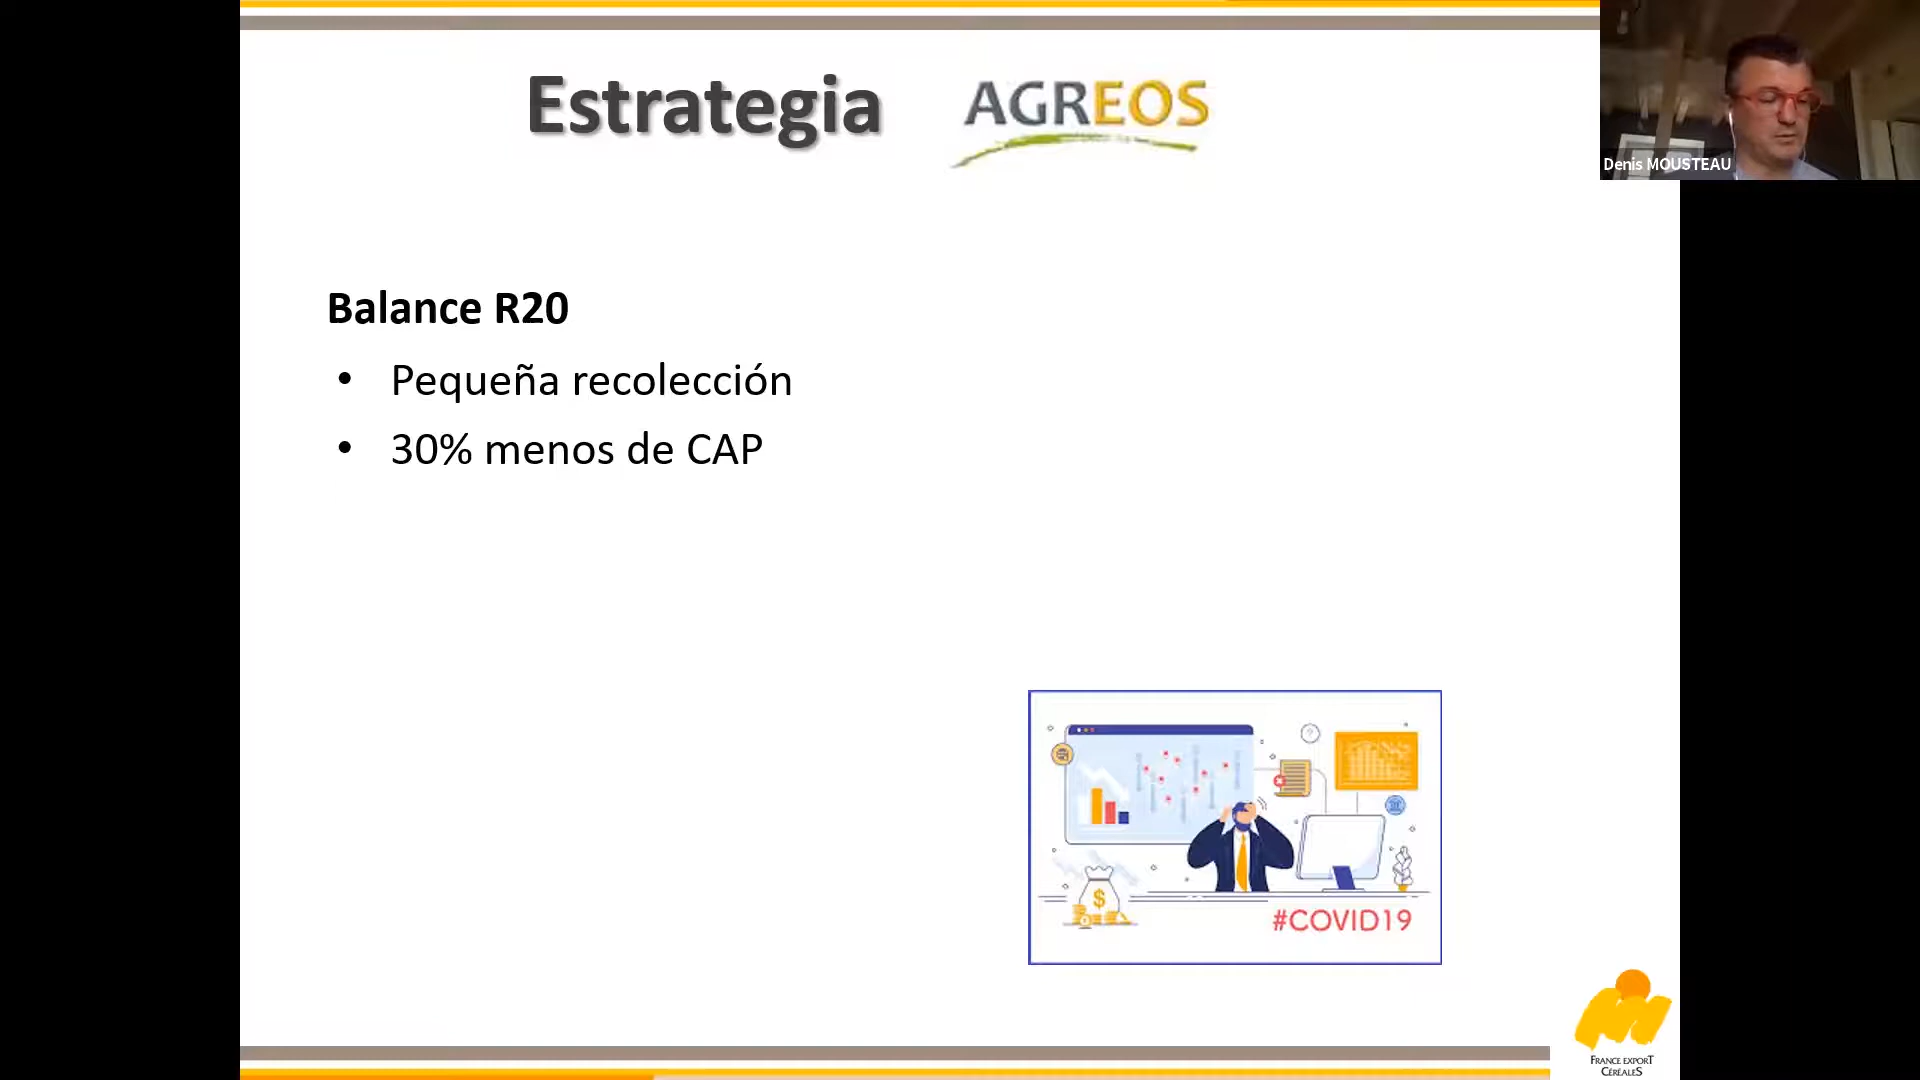 Estrategia
AGREOS
Denis MOUSTEAU
Balance R20
• Pequeña recolección
• 30% menos de CAP
?
$
#COVID19
FRANCE EXPORT
CÉRÉALES